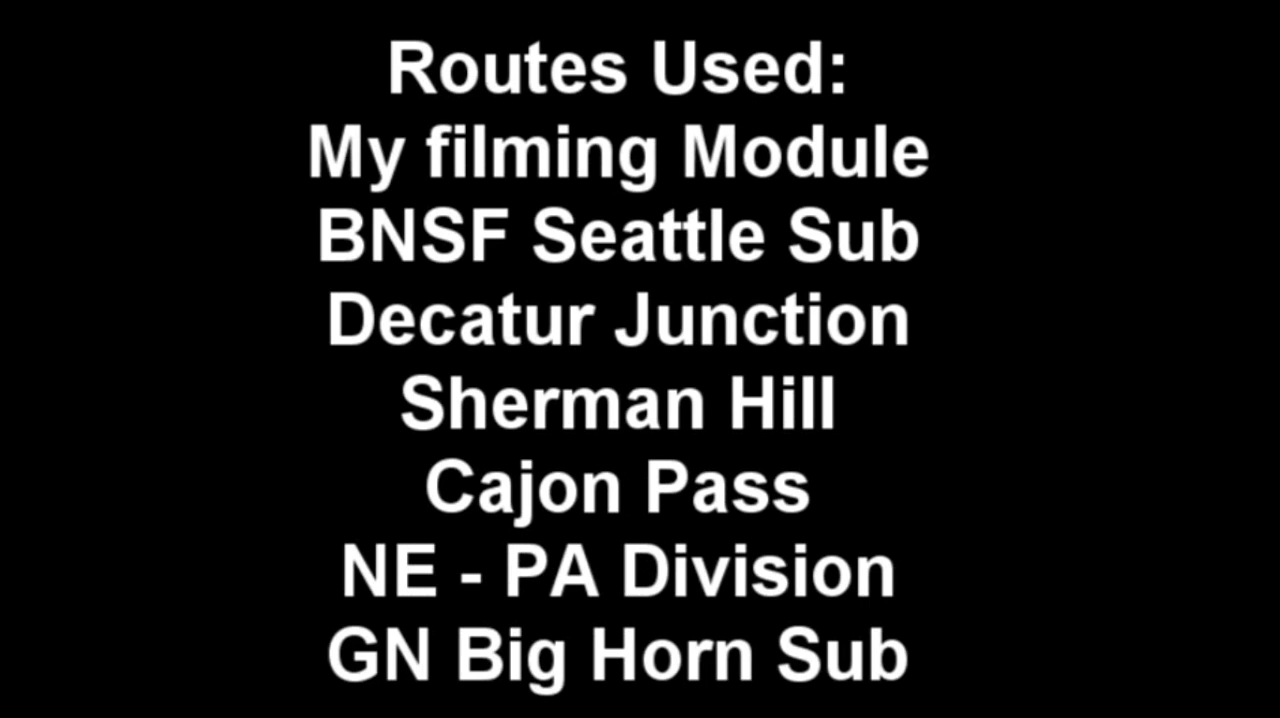 Routes Used:
My filming Module
BNSF Seattle Sub
Decatur Junction
Sherman Hill
Cajon Pass
NE - PA Division
GN Big Horn Sub